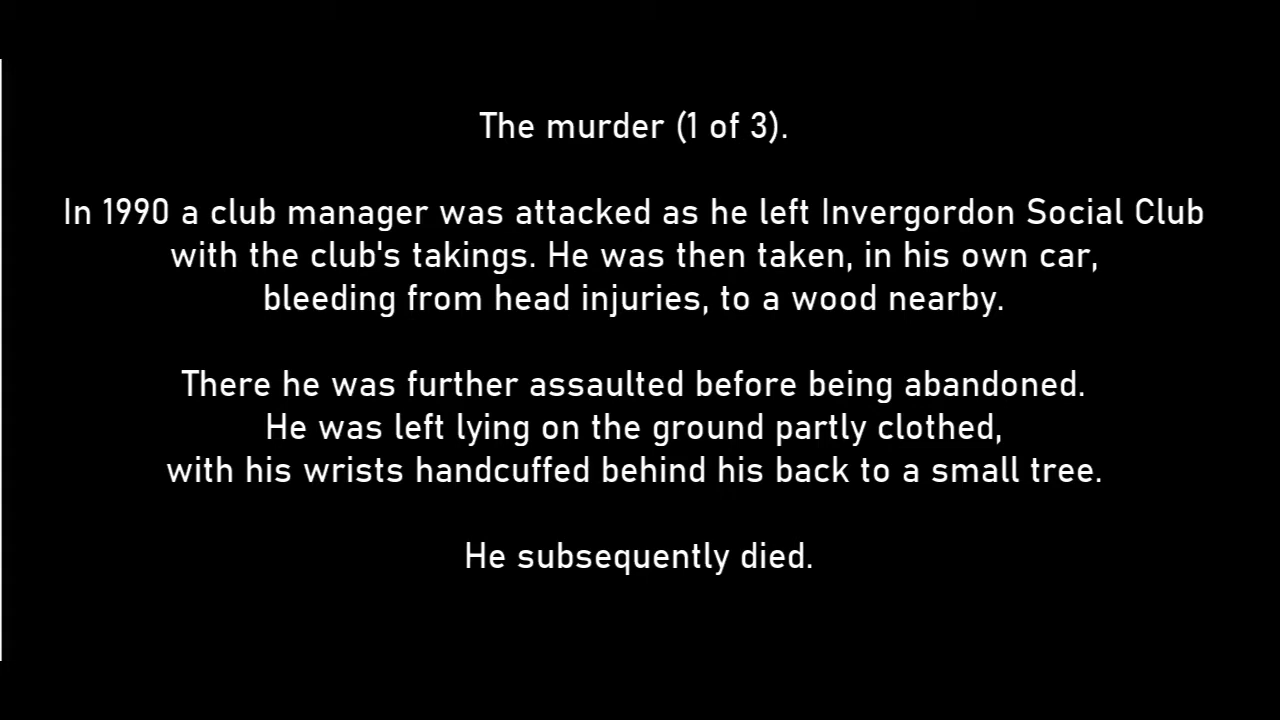 The murder (1 of 3).
In 1990 a club manager was attacked as he left Invergordon Social Club
with the club's takings. He was then taken, in his own car,
bleeding from head injuries, to a wood nearby.
There he was further assaulted before being abandoned.
He was left lying on the ground partly clothed,
with his wrists handcuffed behind his back to a small tree.
He subsequently died.